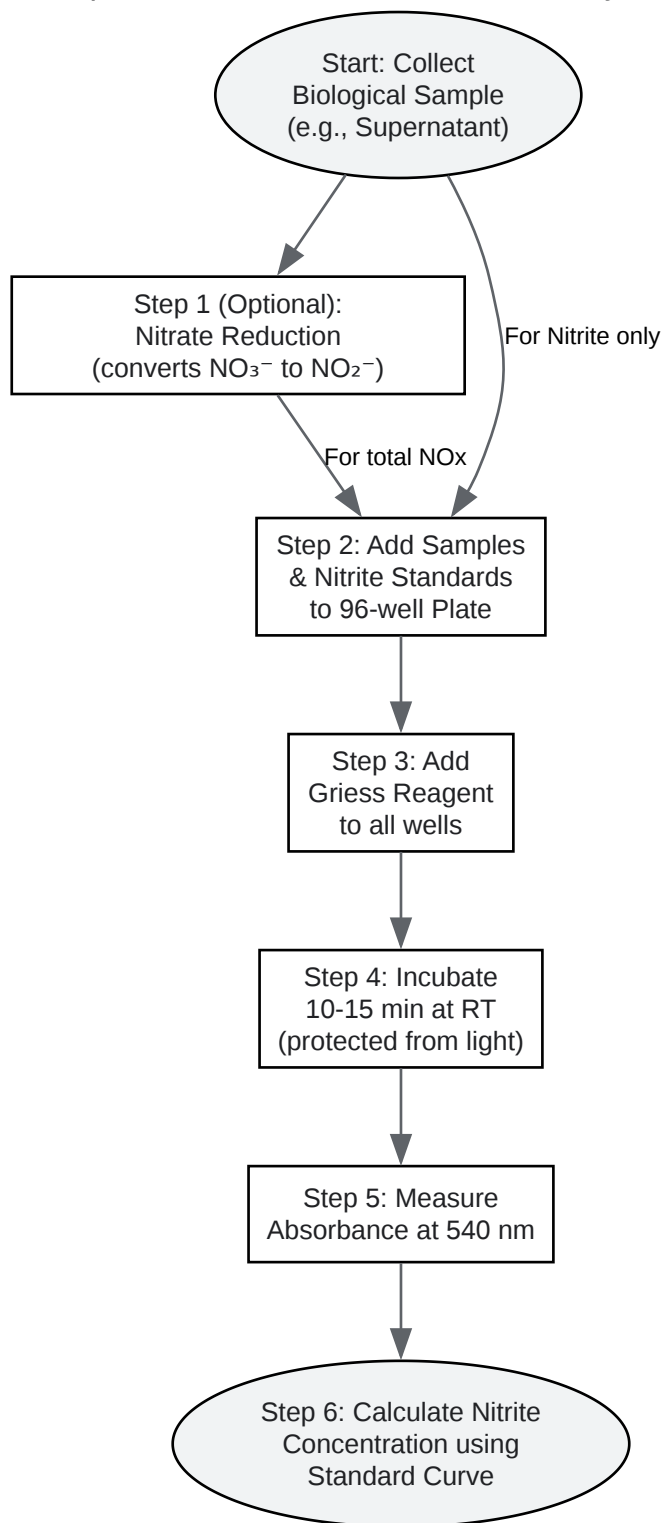 Start: Collect
Biological Sample
(e.g., Supernatant)
Step 1 (Optional):
Nitrate Reduction
(converts NO₃⁻ to NO₂⁻)
For Nitrite only
For total NOx
Step 2: Add Samples
& Nitrite Standards
to 96-well Plate
Step 3: Add
Griess Reagent
to all wells
Step 4: Incubate
10-15 min at RT
(protected from light)
Step 5: Measure
Absorbance at 540 nm
Step 6: Calculate Nitrite
Concentration using
Standard Curve